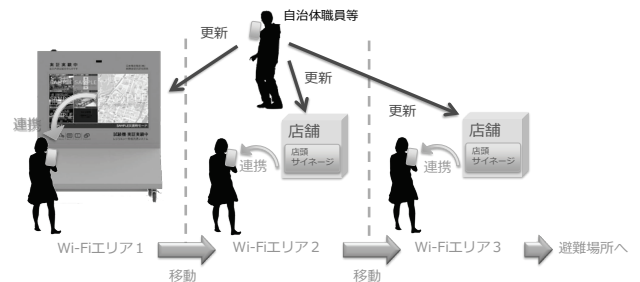 自治体職員等
更新
更新
更新
連携
店舗
店頭
サイネージ
連携
店舗
店頭
サイネージ
連携
Wi-Fiエリア1
Wi-Fiエリア2
Wi-Fiエリア3
避難場所へ
移動
移動